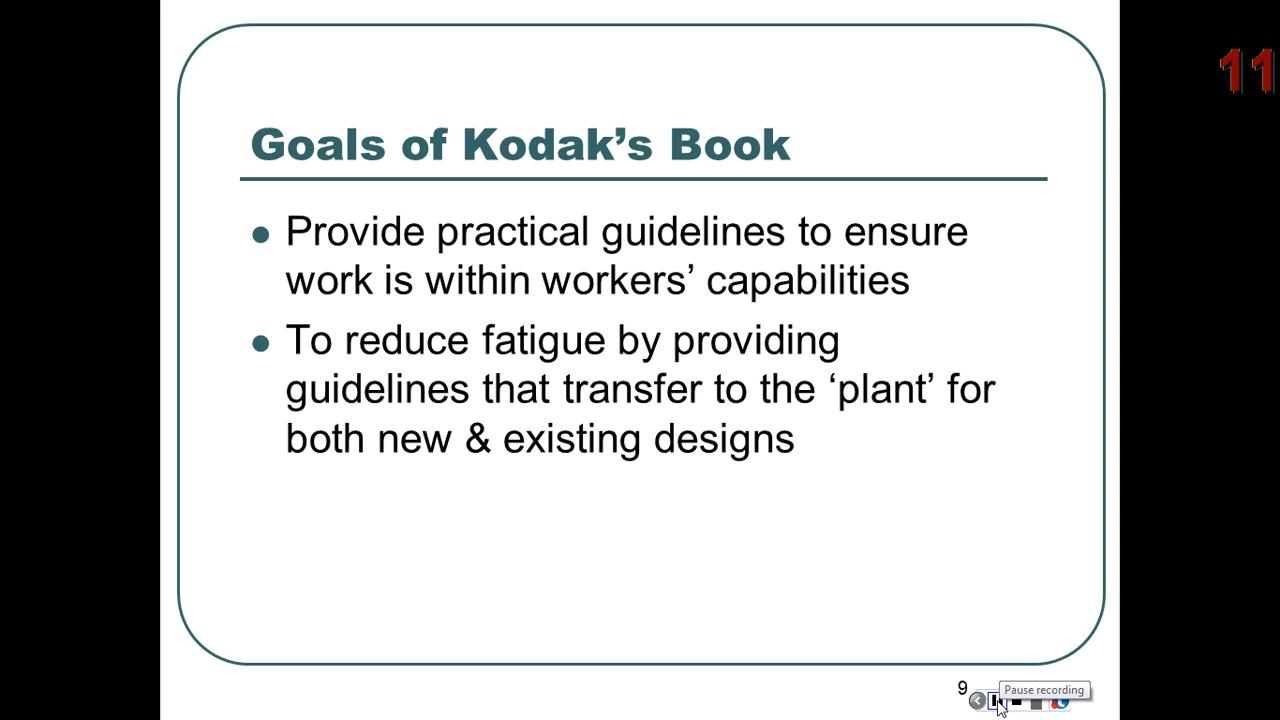 11
Goals of Kodak’s Book
Provide practical guidelines to ensure
work is within workers’ capabilities
To reduce fatigue by providing
guidelines that transfer to the ‘plant’ for
both new & existing designs
9
Pause recording